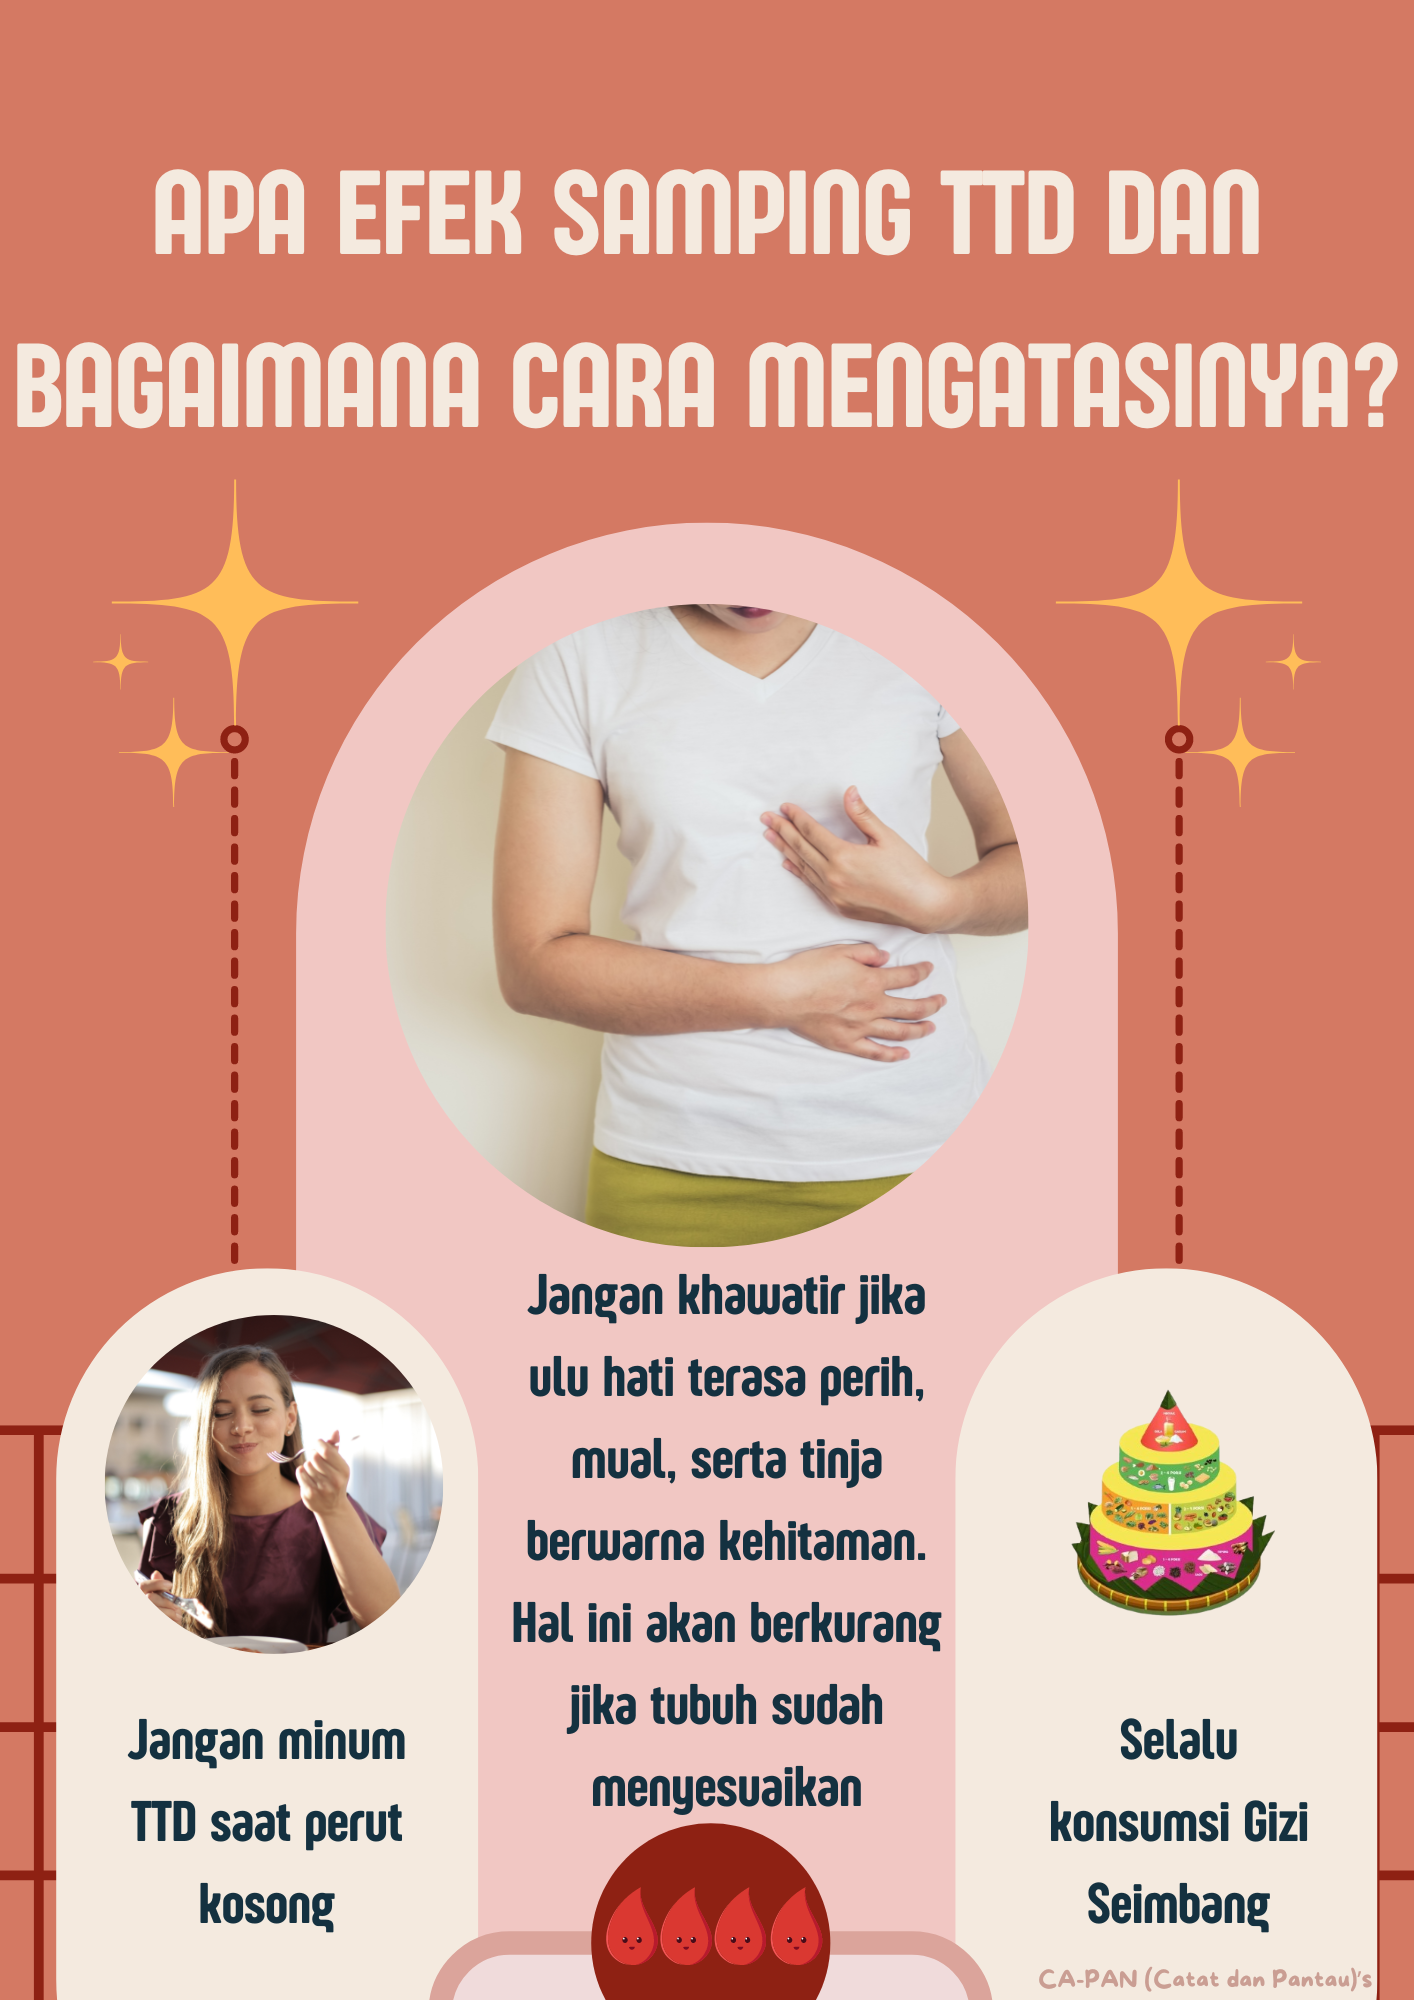 APA EFEK SAMPING TTD DAN
BAGAIMANA CARA MENGATASINYA?
Jangan khawatir jika
ulu hati terasa perih,
mual, serta tinja
berwarna kehitaman.
Hal ini akan berkurang
jika tubuh sudah
menyesuaikan
Jangan minum
TTD saat perut
kosong
Selalu
konsumsi Gizi
Seimbang
CA-PAN (Catat dan Pantau)'s